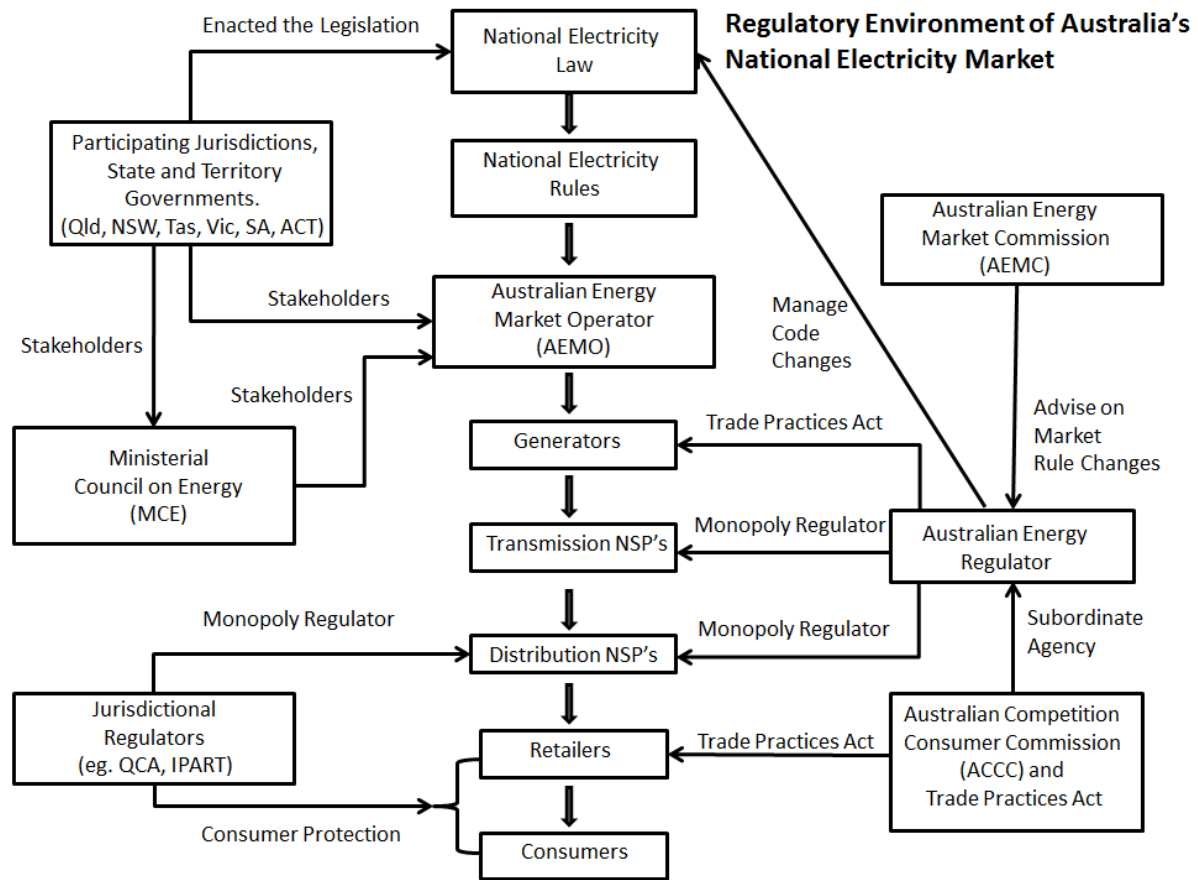 Regulatory Environment of Australia's
National Electricity Market
Enacted the Legislation
National Electricity
Law
Participating Jurisdictions,
State and Territory
Governments.
(Qld, NSW, Tas, Vic, SA, ACT)
National Electricity
Rules
Australian Energy
Market Commission
(AEMC)
Stakeholders
Australian Energy
Market Operator
(AEMO)
Manage
Code
Changes
Stakeholders
Stakeholders
Trade Practices Act
Advise on
Market
Rule Changes
Generators
Ministerial
Council on Energy
(MCE)
Monopoly Regulator
Transmission NSP's
Australian Energy
Regulator
Monopoly Regulator
Monopoly Regulator
Subordinate
Agency
Distribution NSP's
Jurisdictional
Regulators
(eg. QCA, IPART)
Retailers
Trade Practices Act
Australian Competition
Consumer Commission
(ACCC) and
Trade Practices Act
Consumer Protection
Consumers